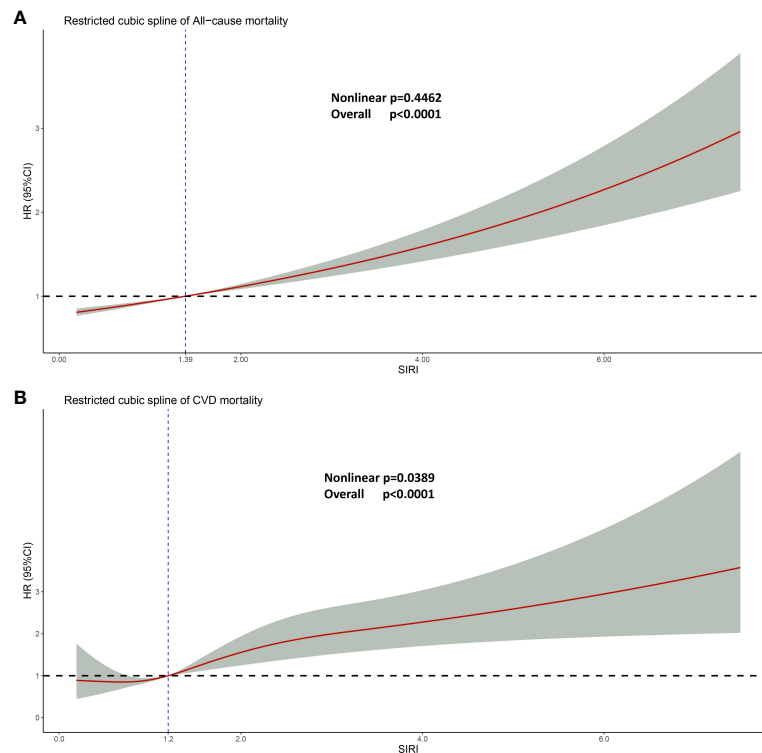 A
Restricted cubic spline of All−cause mortality
Nonlinear p=0.4462
Overall p<0.0001
3
2
1
HR (95%CI)
0.00
1.39
2.00
4.00
6.00
SIRI
B
Restricted cubic spline of CVD mortality
Nonlinear p=0.0389
Overall p<0.0001
3
2
1
0
HR (95%CI)
0.0
1.2
2.0
4.0
6.0
SIRI